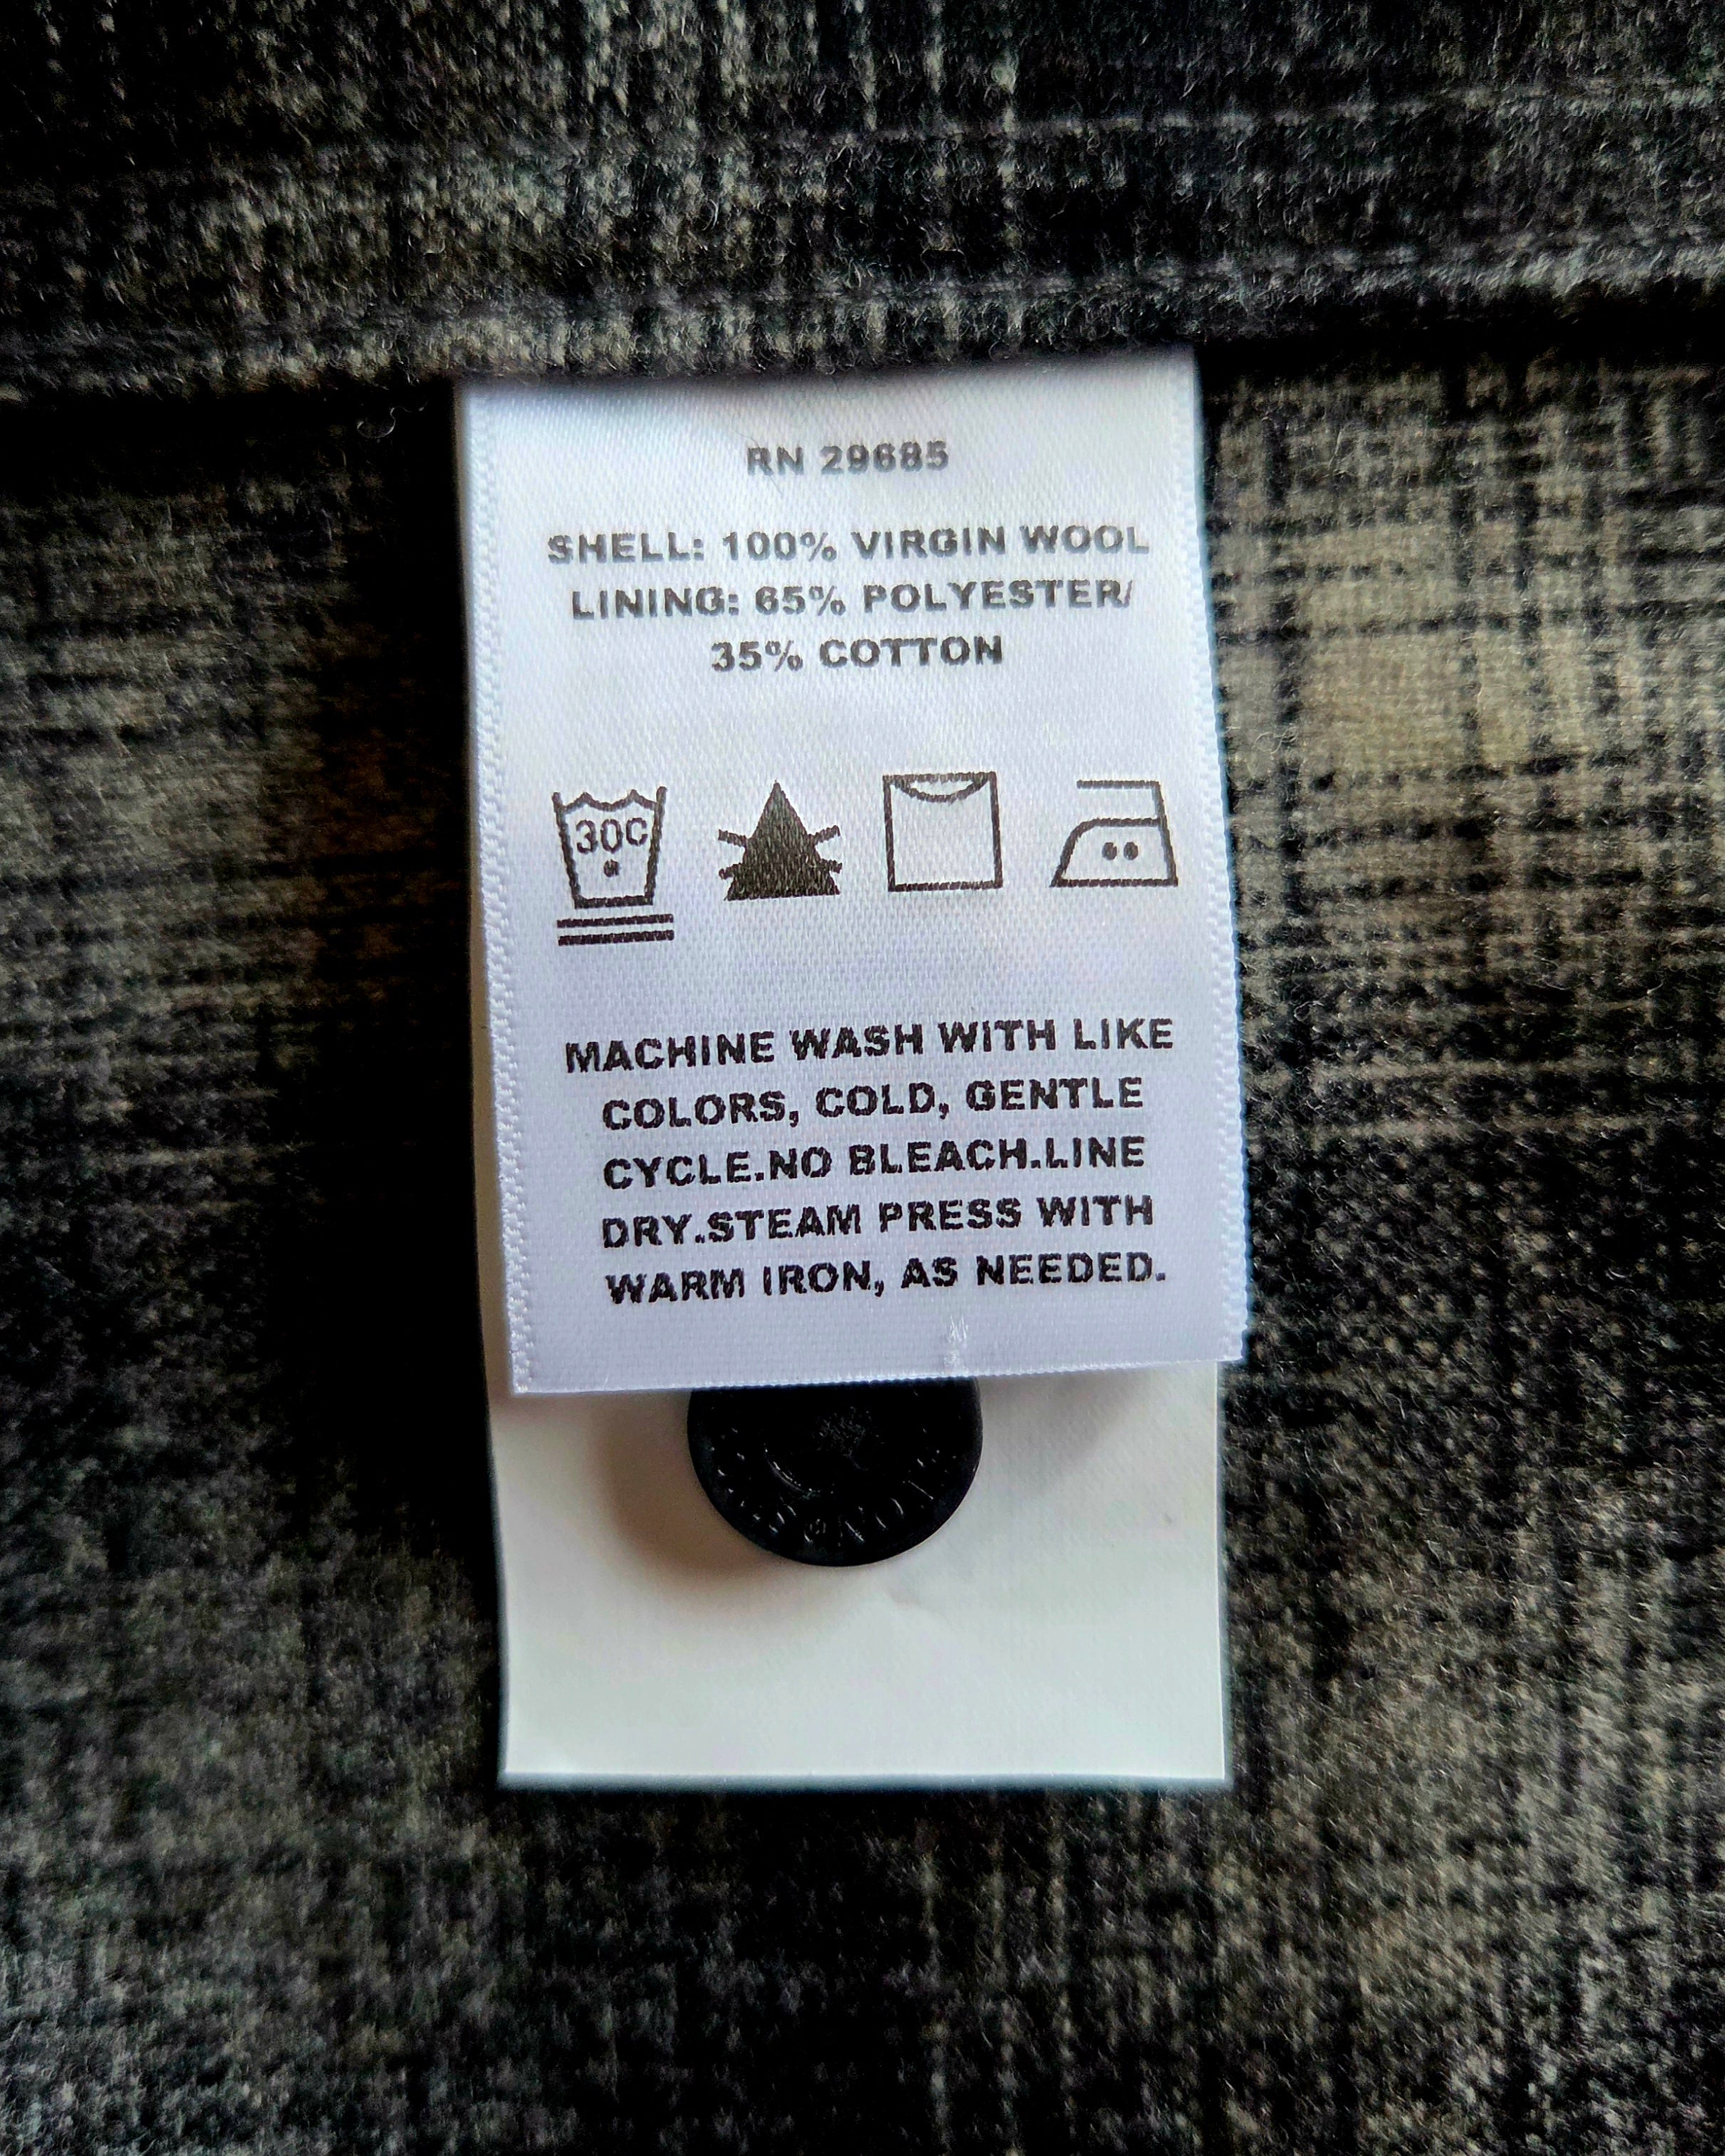 RN 29685
SHELL: 100% VIRGIN WOOL
LINING: 65% POLYESTER/
35% COTTON
30C
MACHINE WASH WITH LIKE
COLORS, COLD, GENTLE
CYCLE.NO BLEACH.LINE
DRY.STEAM PRESS WITH
WARM IRON, AS NEEDED.